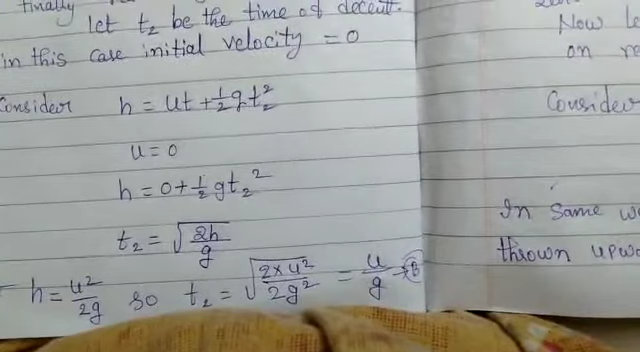 finally
let t₂ be the time of decent.
in this case initial velocity = 0
Consider h = ut + 1/2 g t₂²
u = 0
h = 0 + 1/2 g t₂²
t₂ = √(2h/g)
h = u²/2g so t₂ = √(2×u²/2g²) = u/g → B
Now le
on re
Consider
In same w
thrown upwa